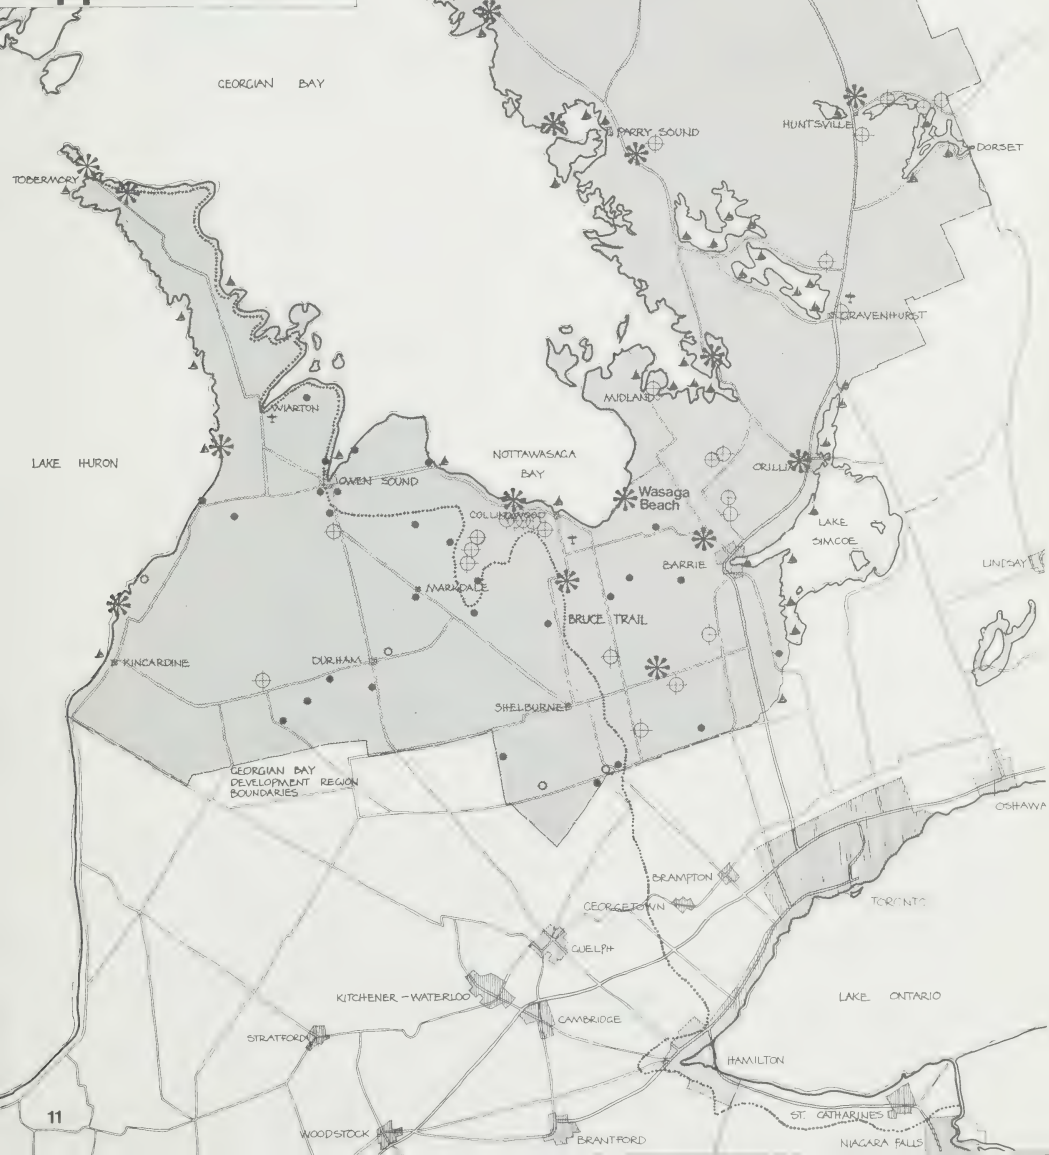 GEORGIAN BAY
HUNTSVILLE
PARRY SOUND
DORSET
TOBERMORY
GRAVENHURST
WIARTON
MIDLAND
LAKE HURON
NOTTAWASAGA
BAY
ORILLIA
OWEN SOUND
Wasaga
Beach
COLLINGWOOD
LAKE
SIMCOE
BARRIE
LINDSAY
MARKDALE
BRUCE TRAIL
KINCARDINE
DURHAM
SHELBURNE
GEORGIAN BAY
DEVELOPMENT REGION
BOUNDARIES
OSHAWA
BRAMPTON
GEORGETOWN
TORONTO
GUELPH
KITCHENER-WATERLOO
LAKE ONTARIO
CAMBRIDGE
STRATFORD
HAMILTON
11
ST. CATHARINES
WOODSTOCK
BRANTFORD
NIAGARA FALLS